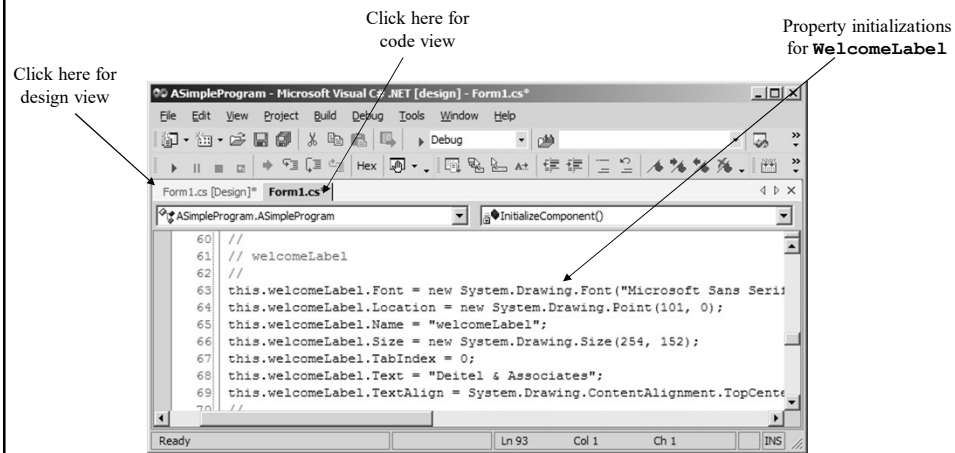 Click here for
code view
Property initializations
for WelcomeLabel
Click here for
design view
ASimpleProgram - Microsoft Visual C# .NET [design] - Form1.cs*
File Edit View Project Build Debug Tools Window Help
Debug
Hex
Form1.cs [Design]* Form1.cs*
ASimpleProgram.ASimpleProgram InitializeComponent()
60 //
61 // welcomeLabel
62 //
63 this.welcomeLabel.Font = new System.Drawing.Font("Microsoft Sans Serif
64 this.welcomeLabel.Location = new System.Drawing.Point(101, 0);
65 this.welcomeLabel.Name = "welcomeLabel";
66 this.welcomeLabel.Size = new System.Drawing.Size(254, 152);
67 this.welcomeLabel.TabIndex = 0;
68 this.welcomeLabel.Text = "Deitel & Associates";
69 this.welcomeLabel.TextAlign = System.Drawing.ContentAlignment.TopCente
70 //
Ready Ln 93 Col 1 Ch 1 INS